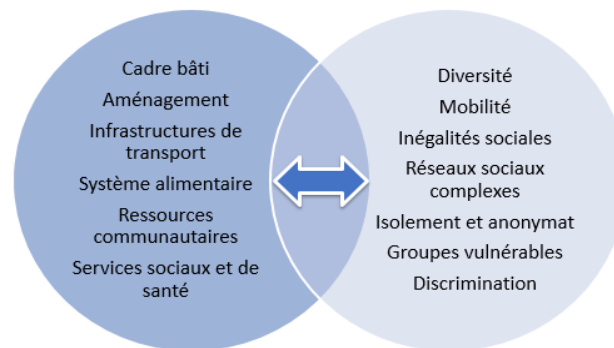 Cadre bâti
Aménagement
Infrastructures de
transport
Système alimentaire
Ressources
communautaires
Services sociaux et de
santé
Diversité
Mobilité
Inégalités sociales
Réseaux sociaux
complexes
Isolement et anonymat
Groupes vulnérables
Discrimination